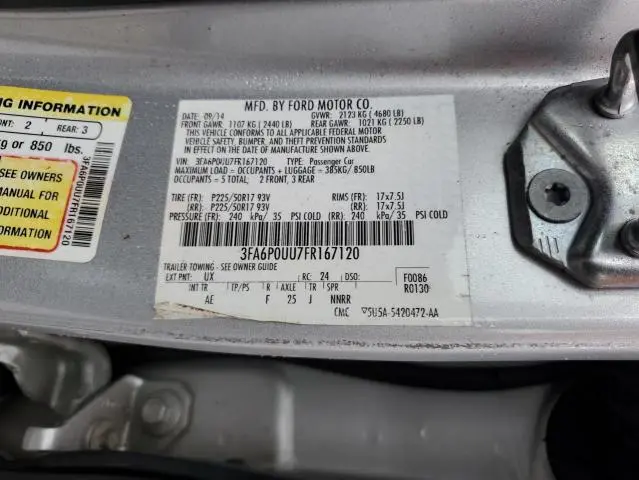 NG INFORMATION
NT: 2 REAR: 3
g or 850 lbs.
SEE OWNERS
MANUAL FOR
ADDITIONAL
FORMATION
3FA6P0UU7FR167120
MFD. BY FORD MOTOR CO.
DATE: 09/14 GVWR: 2123 KG ( 4680 LB)
FRONT GAWR: 1107 KG ( 2440 LB) REAR GAWR: 1021 KG ( 2250 LB)
THIS VEHICLE CONFORMS TO ALL APPLICABLE FEDERAL MOTOR
VEHICLE SAFETY, BUMPER, AND THEFT PREVENTION STANDARDS
IN EFFECT ON THE DATE OF MANUFACTURE SHOWN ABOVE.
VIN: 3FA6P0UU7FR167120 TYPE: Passenger Car
MAXIMUM LOAD = OCCUPANTS + LUGGAGE = 385KG/ 850LB
OCCUPANTS = 5 TOTAL; 2 FRONT, 3 REAR
TIRE (FR): P225/50R17 93V RIMS (FR): 17x7.5J
(RR): P225/50R17 93V (RR): 17x7.5J
PRESSURE (FR): 240 kPa/ 35 PSI COLD (RR): 240 kPa/ 35 PSI COLD
3FA6P0UU7FR167120
TRAILER TOWING - SEE OWNER GUIDE
EXT PNT: UX RC: 24 DSO: F0086
INT TR TP/PS R AXLE TR SPR R0130
AE F 25 J NNRR
CMC ▽5U5A-5420472-AA